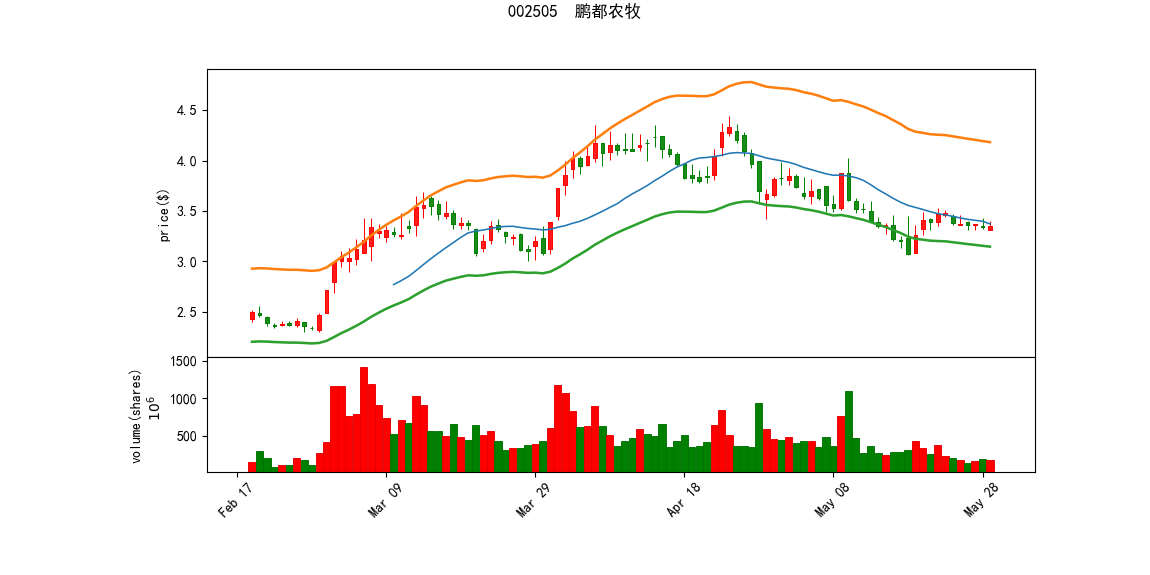 002505 鹏都农牧
price($)
4.5
4.0
3.5
3.0
2.5
volume(shares)
10^6
1500
1000
500
Feb 17
Mar 09
Mar 29
Apr 18
May 08
May 28